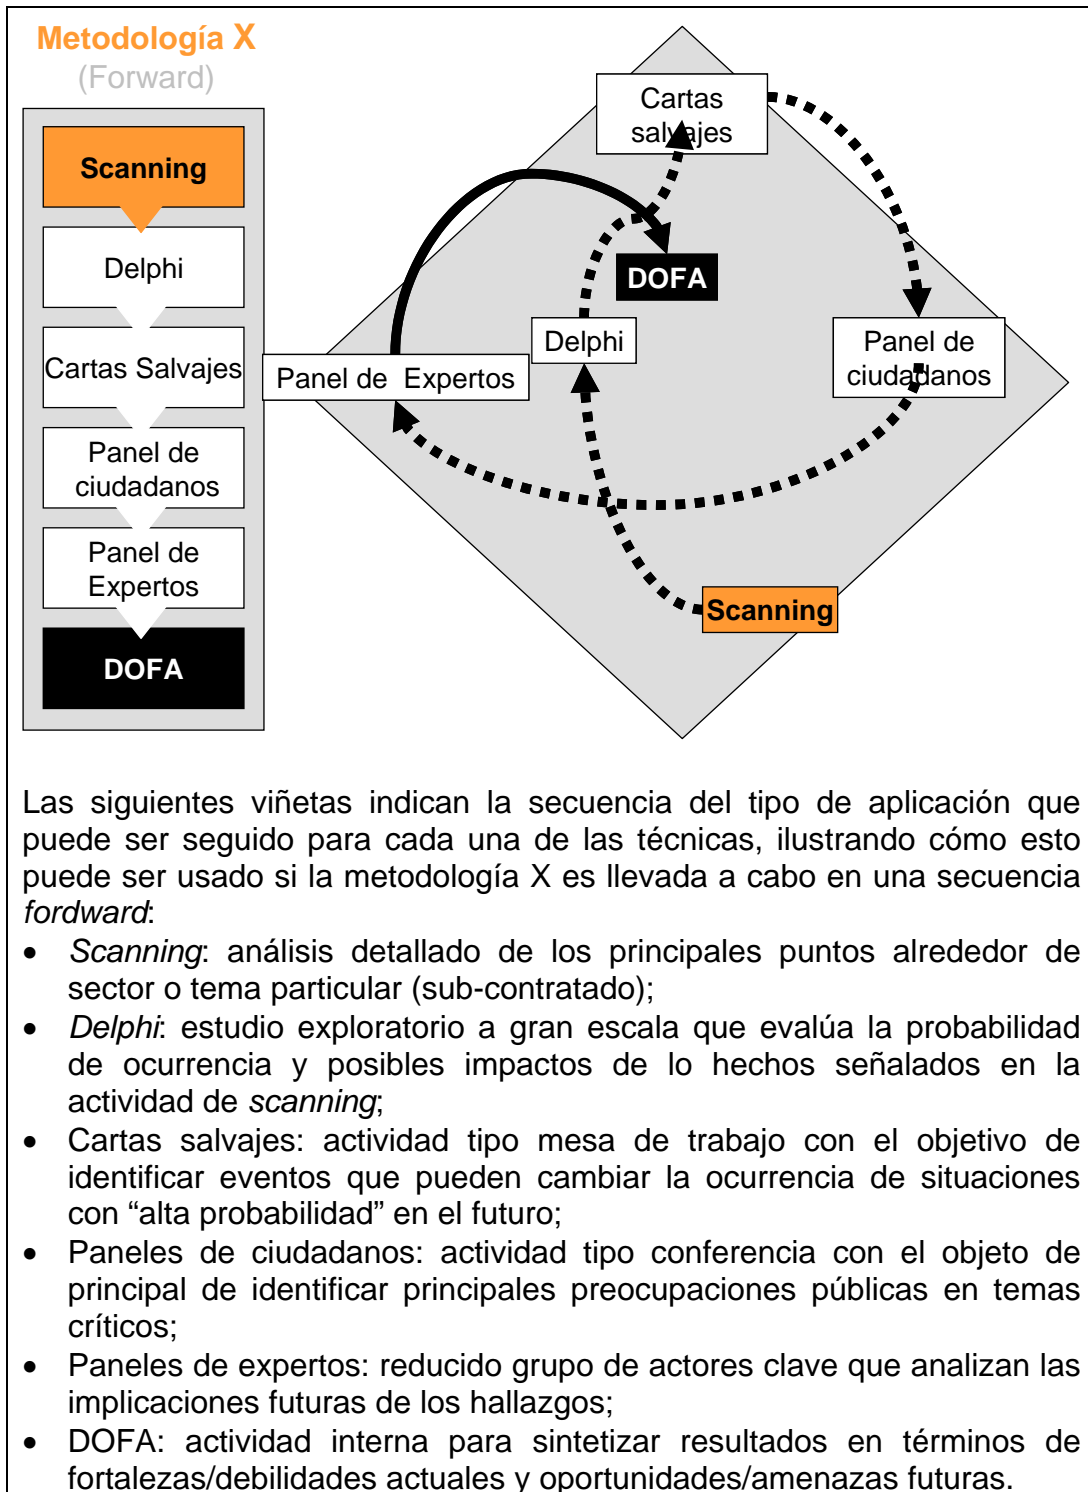 Metodología X
(Forward)
Scanning
Delphi
Cartas Salvajes
Panel de
ciudadanos
Panel de
Expertos
DOFA
Cartas
salvajes
DOFA
Delphi
Panel de
ciudadanos
Panel de Expertos
Scanning
Las siguientes viñetas indican la secuencia del tipo de aplicación que
puede ser seguido para cada una de las técnicas, ilustrando cómo esto
puede ser usado si la metodología X es llevada a cabo en una secuencia
fordward:
• Scanning: análisis detallado de los principales puntos alrededor de
sector o tema particular (sub-contratado);
• Delphi: estudio exploratorio a gran escala que evalúa la probabilidad
de ocurrencia y posibles impactos de lo hechos señalados en la
actividad de scanning;
• Cartas salvajes: actividad tipo mesa de trabajo con el objetivo de
identificar eventos que pueden cambiar la ocurrencia de situaciones
con “alta probabilidad” en el futuro;
• Paneles de ciudadanos: actividad tipo conferencia con el objeto de
principal de identificar principales preocupaciones públicas en temas
críticos;
• Paneles de expertos: reducido grupo de actores clave que analizan las
implicaciones futuras de los hallazgos;
• DOFA: actividad interna para sintetizar resultados en términos de
fortalezas/debilidades actuales y oportunidades/amenazas futuras.